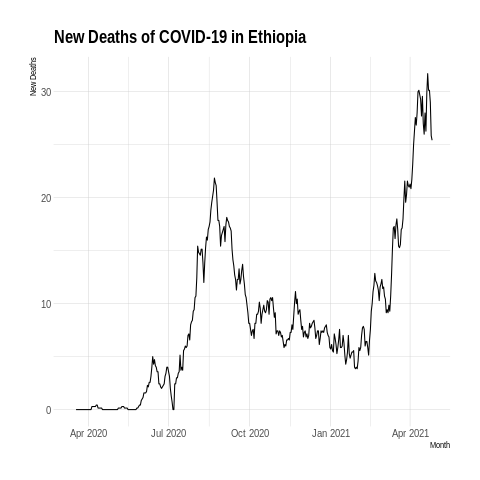 New Deaths of COVID-19 in Ethiopia
New Deaths
30
20
10
0
Apr 2020 Jul 2020 Oct 2020 Jan 2021 Apr 2021
Month